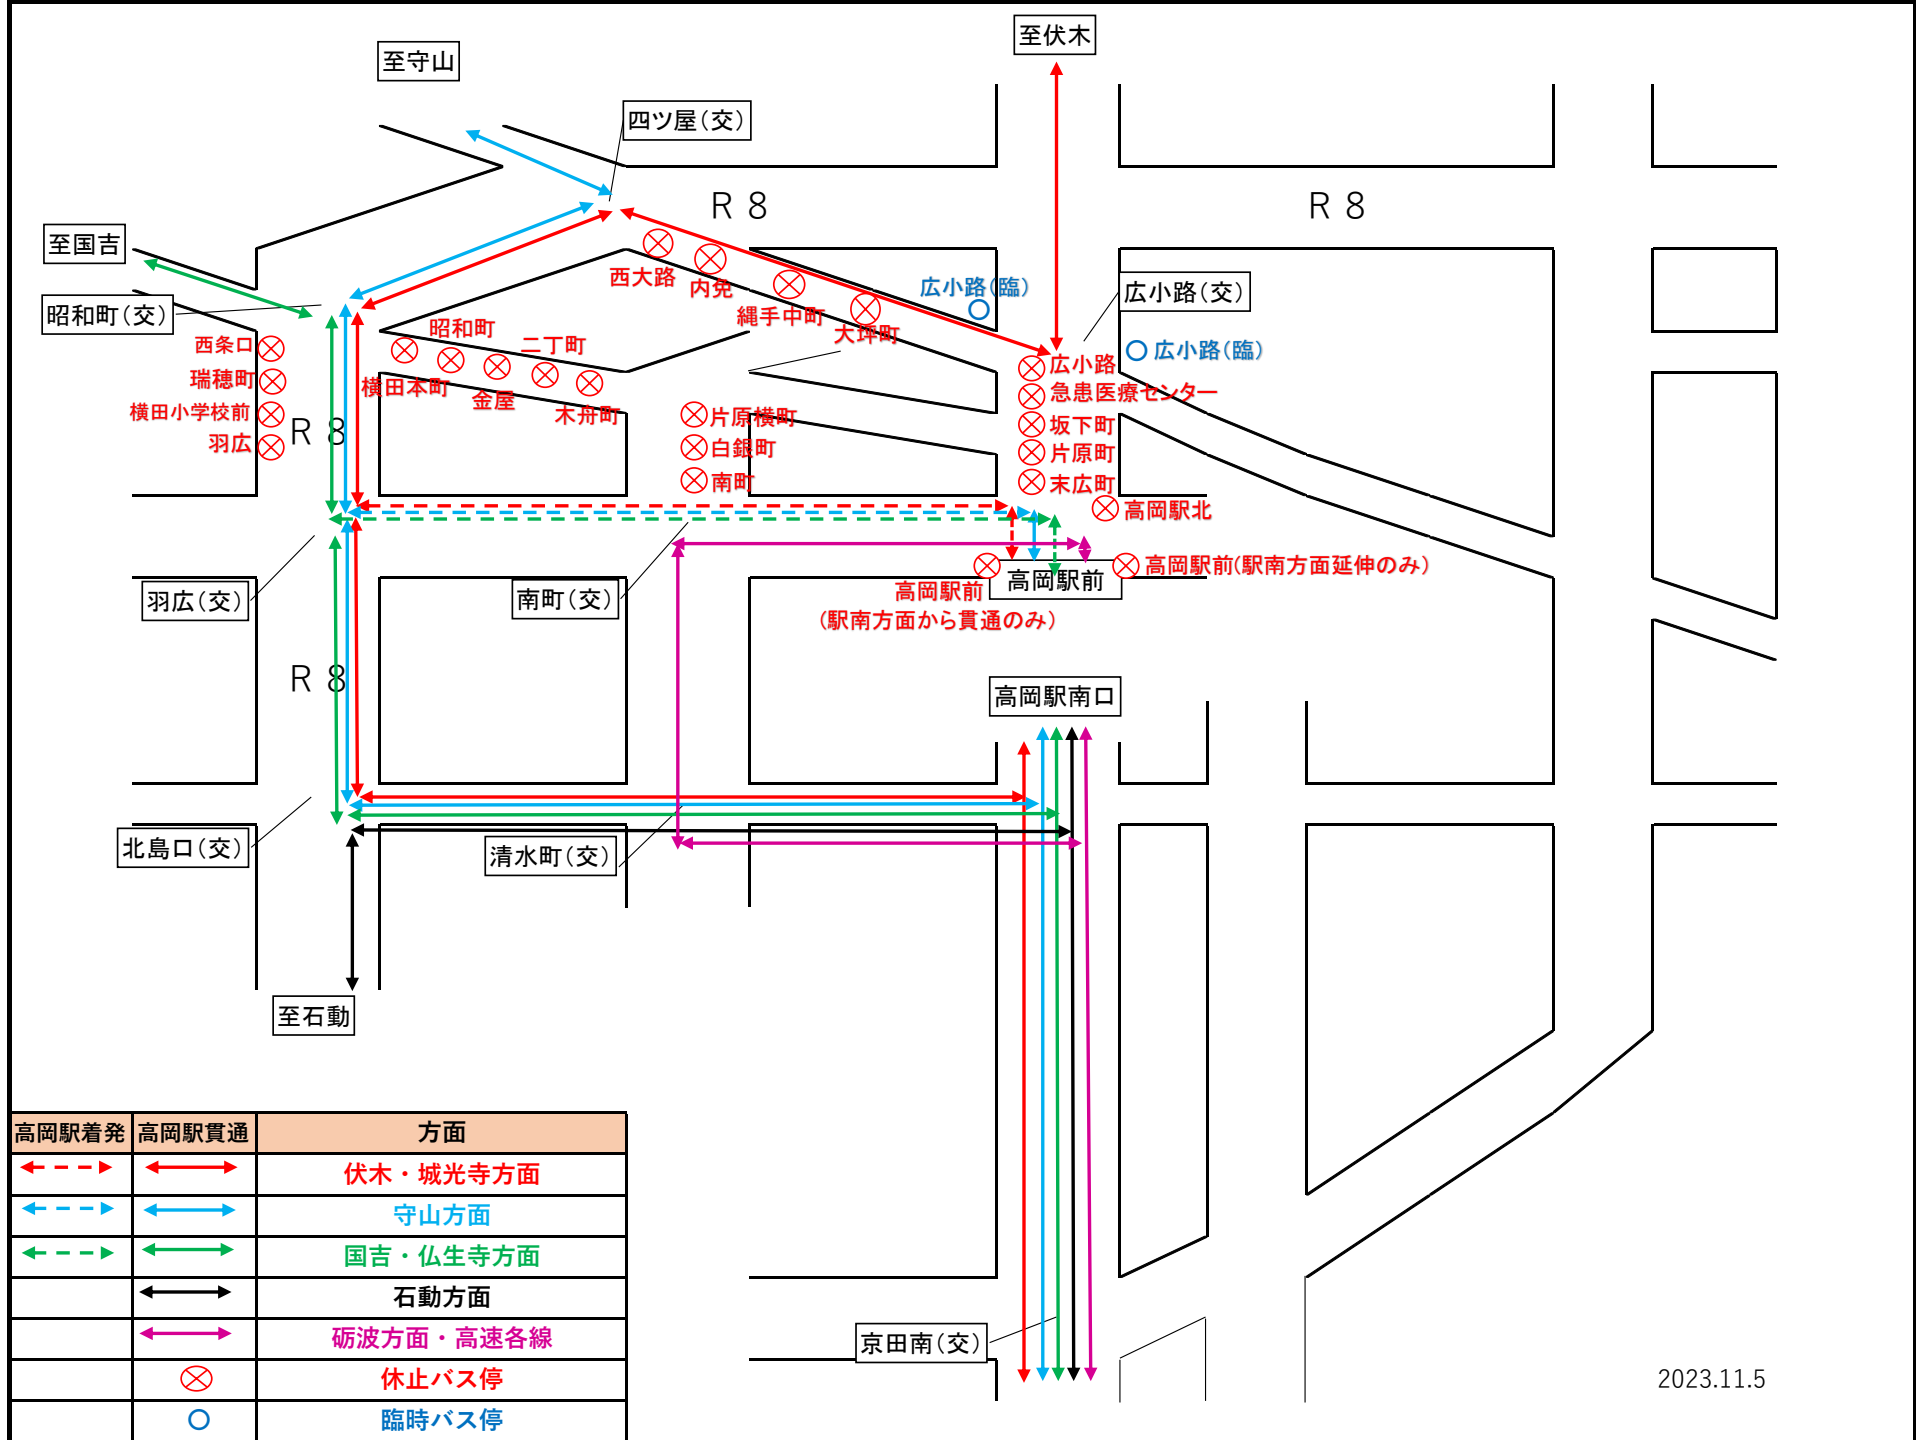 至伏木
至守山
四ツ屋(交)
R 8
R 8
至国吉
昭和町(交)
西大路
内免
縄手中町
大坪町
広小路(臨)
広小路(交)
西条口
瑞穂町
横田小学校前
羽広
R 8
昭和町
横田本町
二丁町
金屋
木舟町
片原横町
白銀町
南町
広小路
広小路(臨)
急患医療センター
坂下町
片原町
末広町
高岡駅北
高岡駅前
高岡駅前(駅南方面延伸のみ)
高岡駅前
(駅南方面から貫通のみ)
羽広(交)
南町(交)
R 8
高岡駅南口
北島口(交)
清水町(交)
至石動
高岡駅着発 高岡駅貫通 方面
伏木・城光寺方面
守山方面
国吉・仏生寺方面
石動方面
砺波方面・高速各線
休止バス停
臨時バス停
京田南(交)
2023.11.5